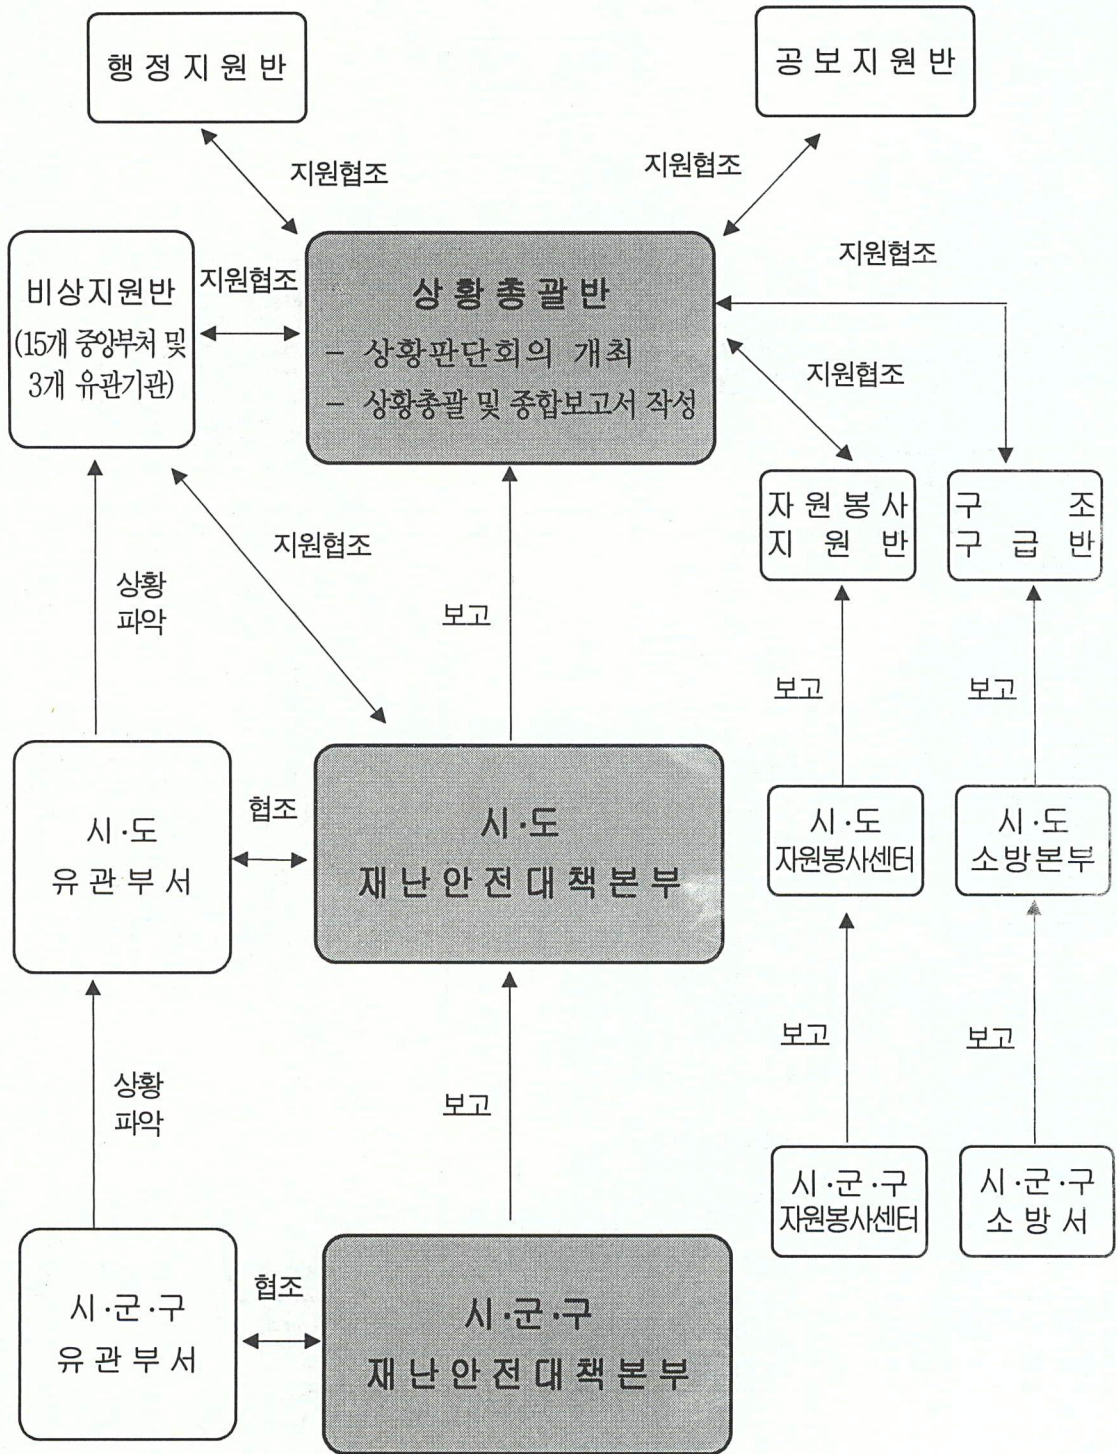 행정지원반
공보지원반
지원협조
지원협조
비상지원반
(15개 중앙부처 및
3개 유관기관)
지원협조
상황총괄반
- 상황판단회의 개최
- 상황총괄 및 종합보고서 작성
지원협조
지원협조
자원봉사
지원반
구조
구급반
지원협조
상황
파악
보고
보고
보고
시·도
유관부서
협조
시·도
재난안전대책본부
시·도
자원봉사센터
시·도
소방본부
상황
파악
보고
보고
보고
시·군·구
자원봉사센터
시·군·구
소방서
시·군·구
유관부서
협조
시·군·구
재난안전대책본부